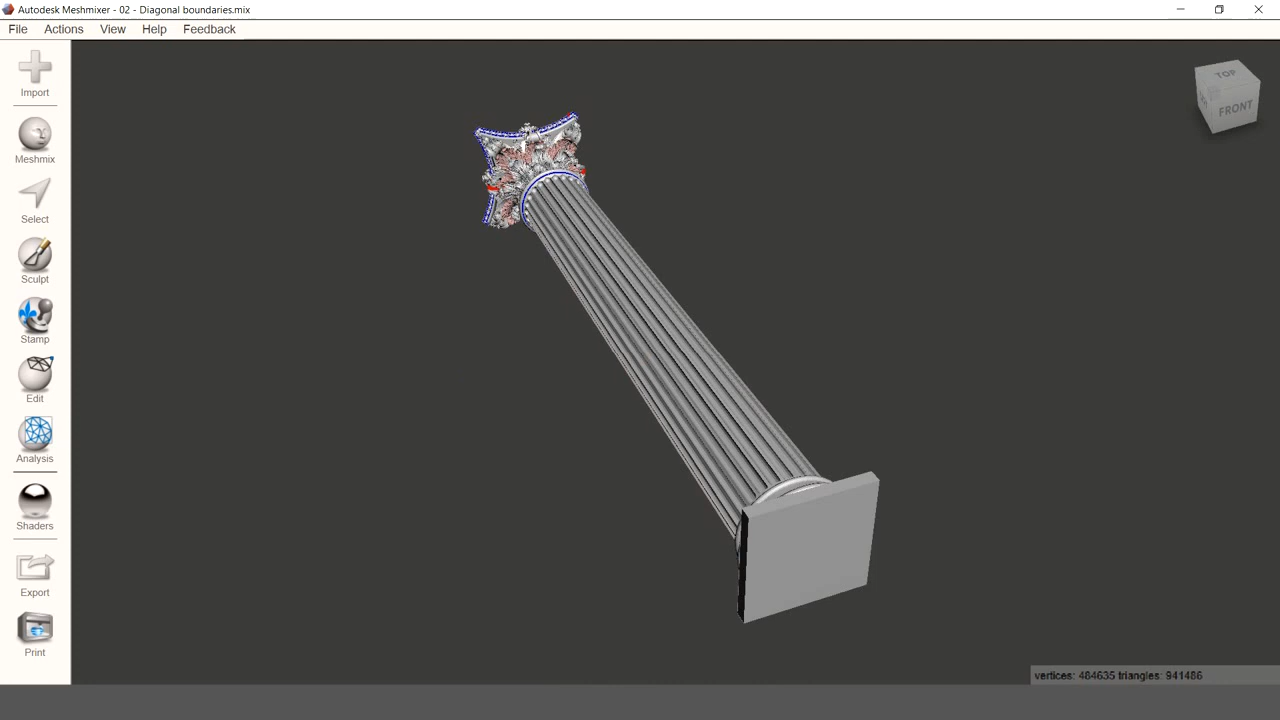 Autodesk Meshmixer - 02 - Diagonal boundaries.mix
File Actions View Help Feedback
Import
Meshmix
Select
Sculpt
Stamp
Edit
Analysis
Shaders
Export
Print
TOP
FRONT
vertices: 484635 triangles: 941486